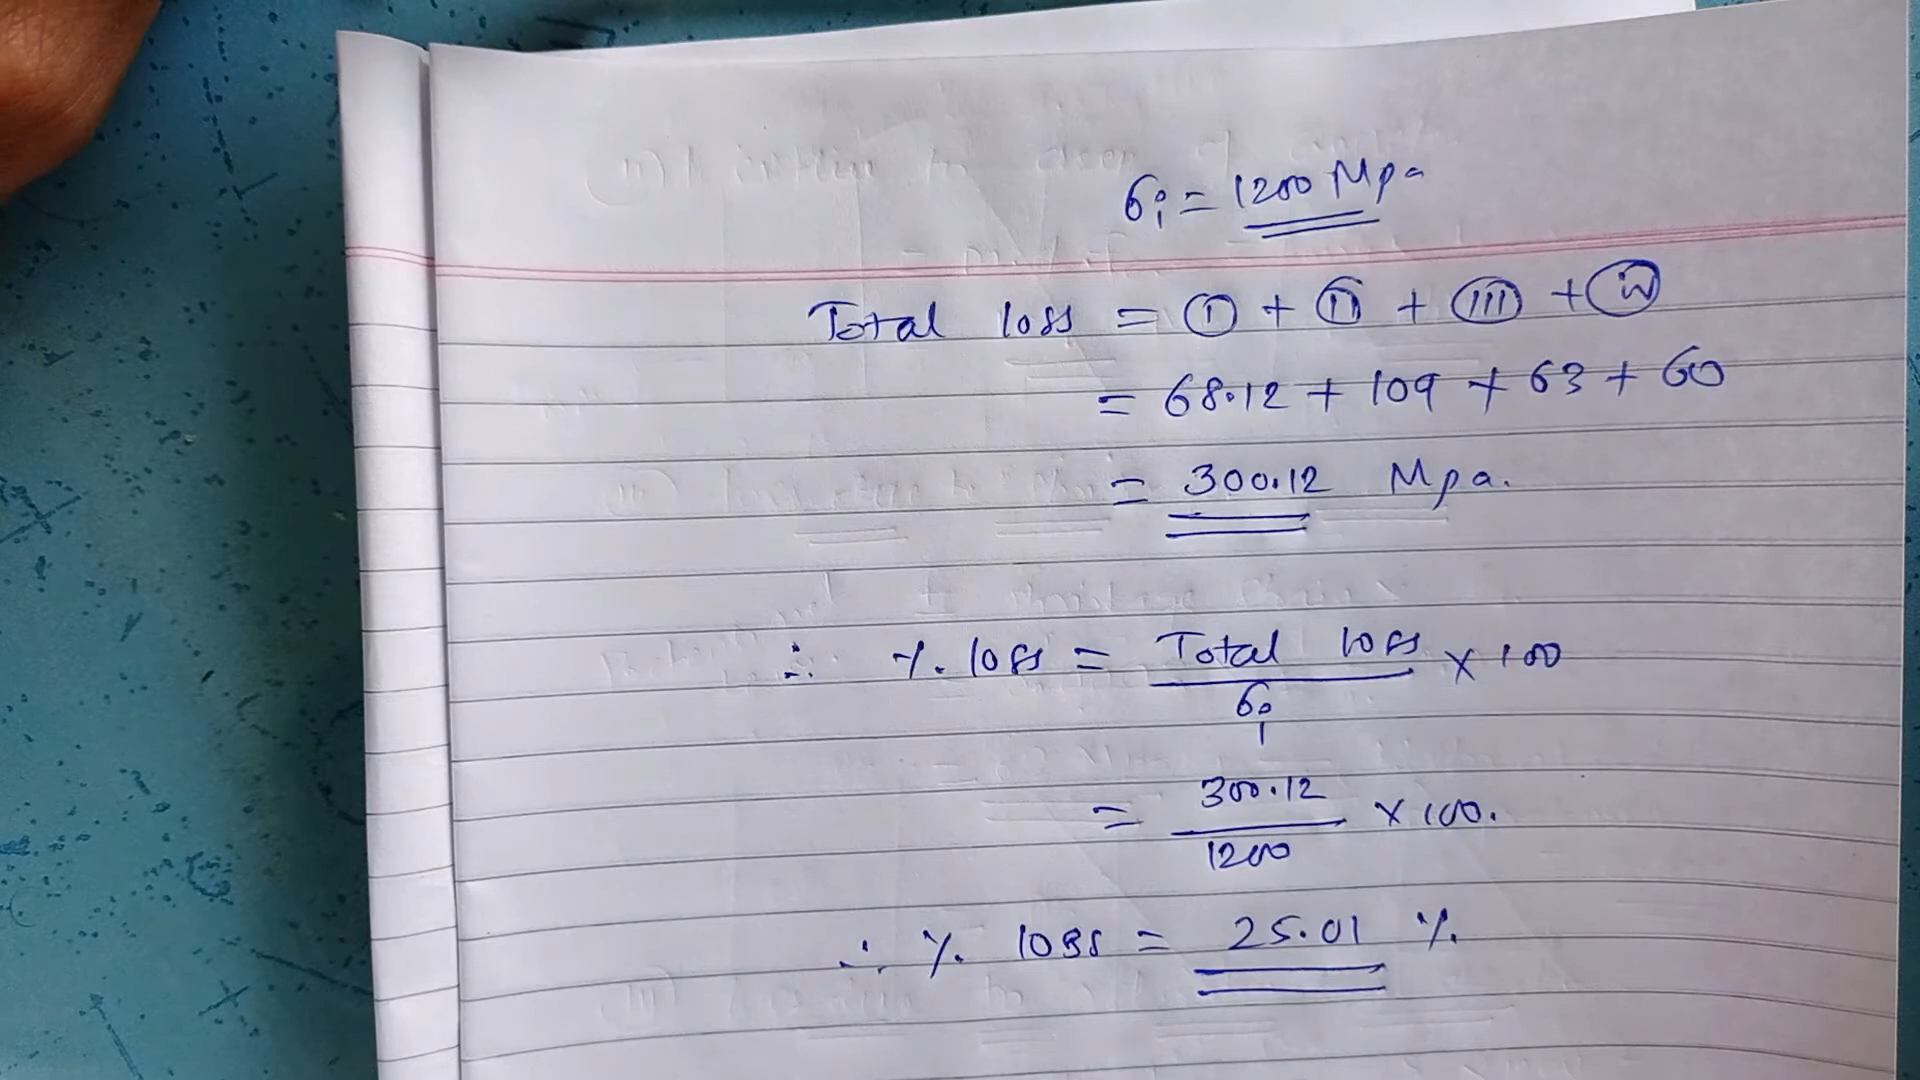 σi = 1200 Mpa
Total loss = (I) + (II) + (III) + (iv)
= 68.12 + 109 + 63 + 60
= 300.12 Mpa.
∴ % loss = Total loss / σi × 100
= 300.12 / 1200 × 100.
∴ % loss = 25.01 %